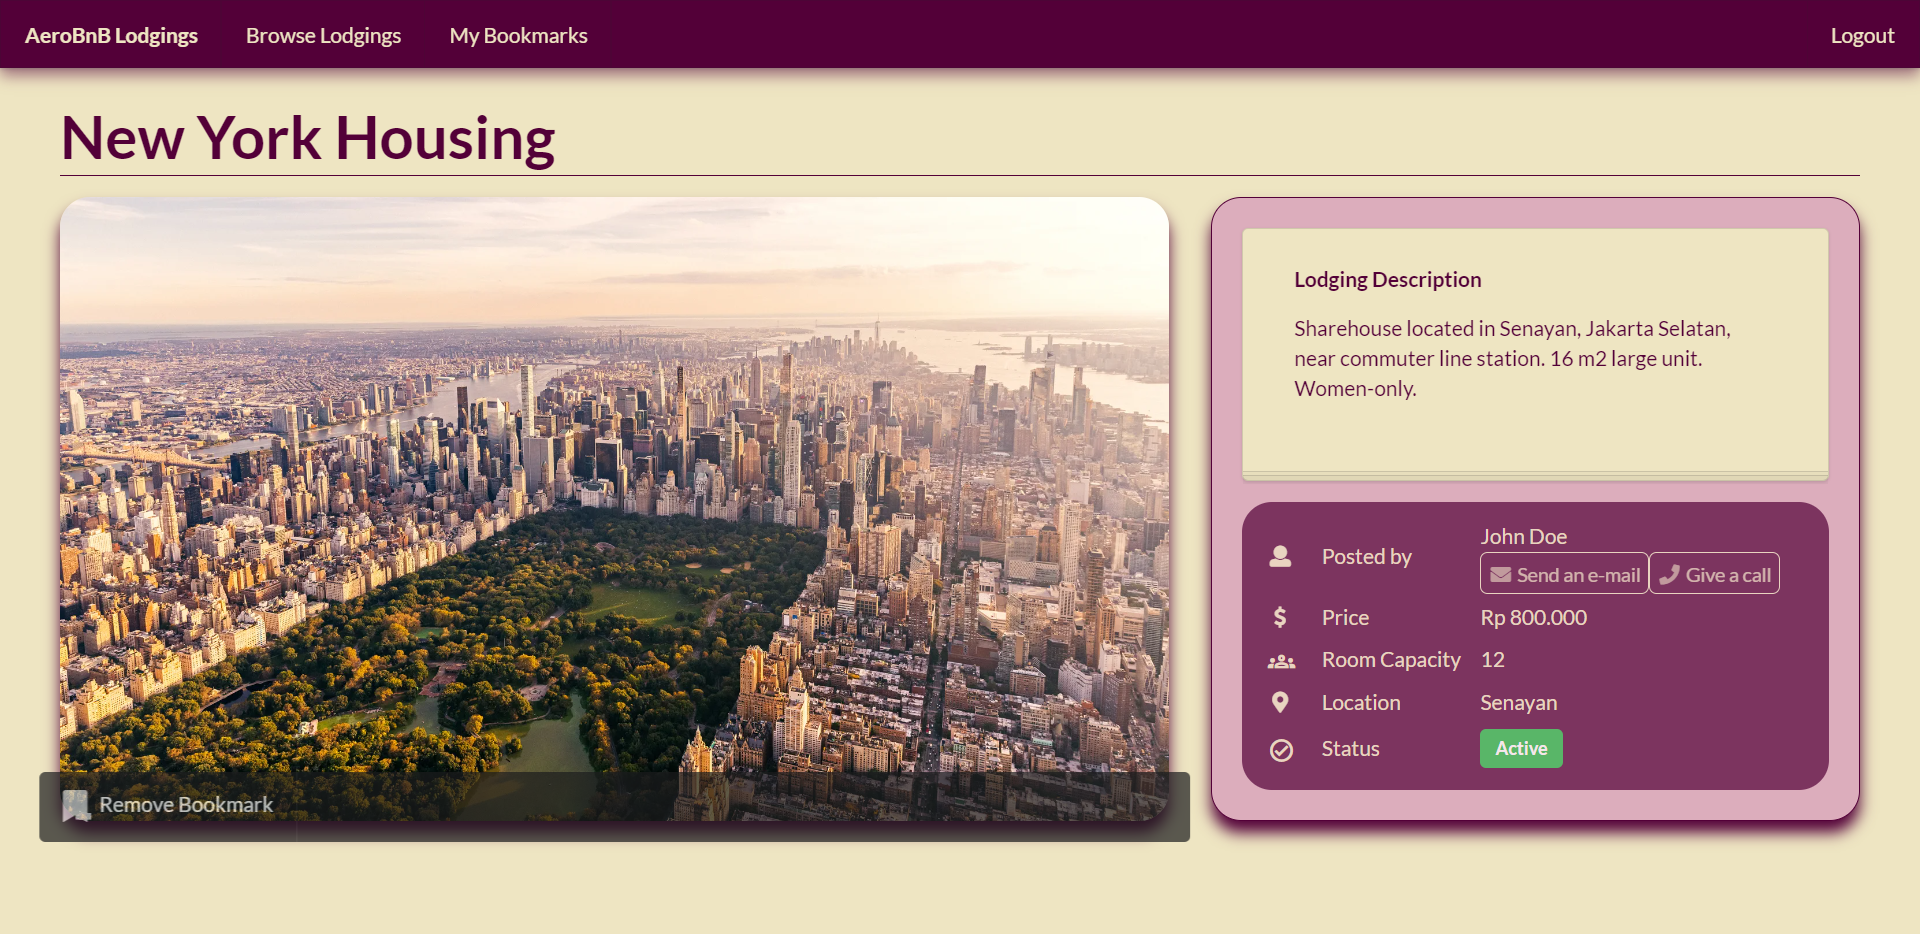 AeroBnB Lodgings
Browse Lodgings
My Bookmarks
Logout
New York Housing
Lodging Description
Sharehouse located in Senayan, Jakarta Selatan,
near commuter line station. 16 m2 large unit.
Women-only.
Posted by
John Doe
Send an e-mail
Give a call
Price
Rp 800.000
Room Capacity
12
Location
Senayan
Status
Active
Remove Bookmark